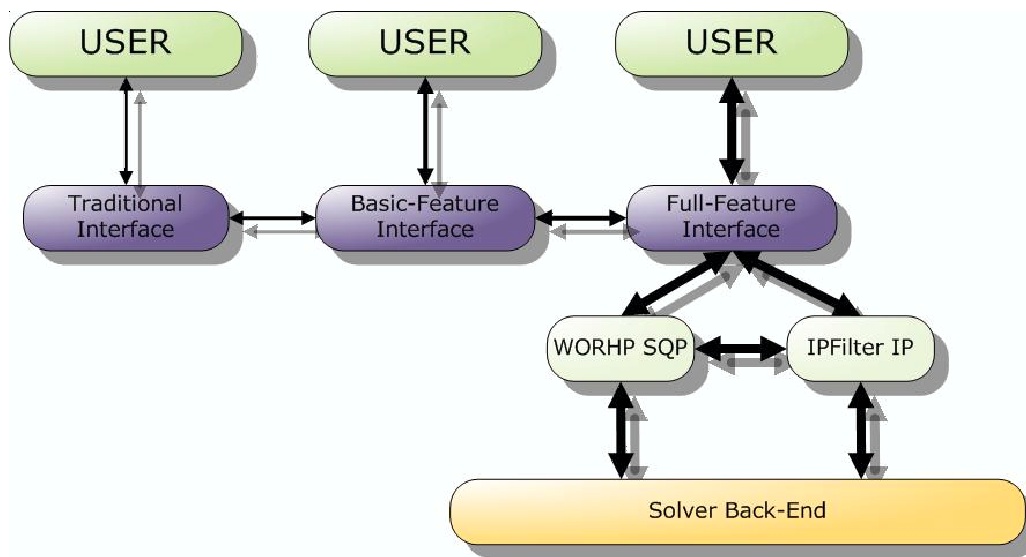 USER
USER
USER
Traditional
Interface
Basic-Feature
Interface
Full-Feature
Interface
WORHP SQP
IPFilter IP
Solver Back-End